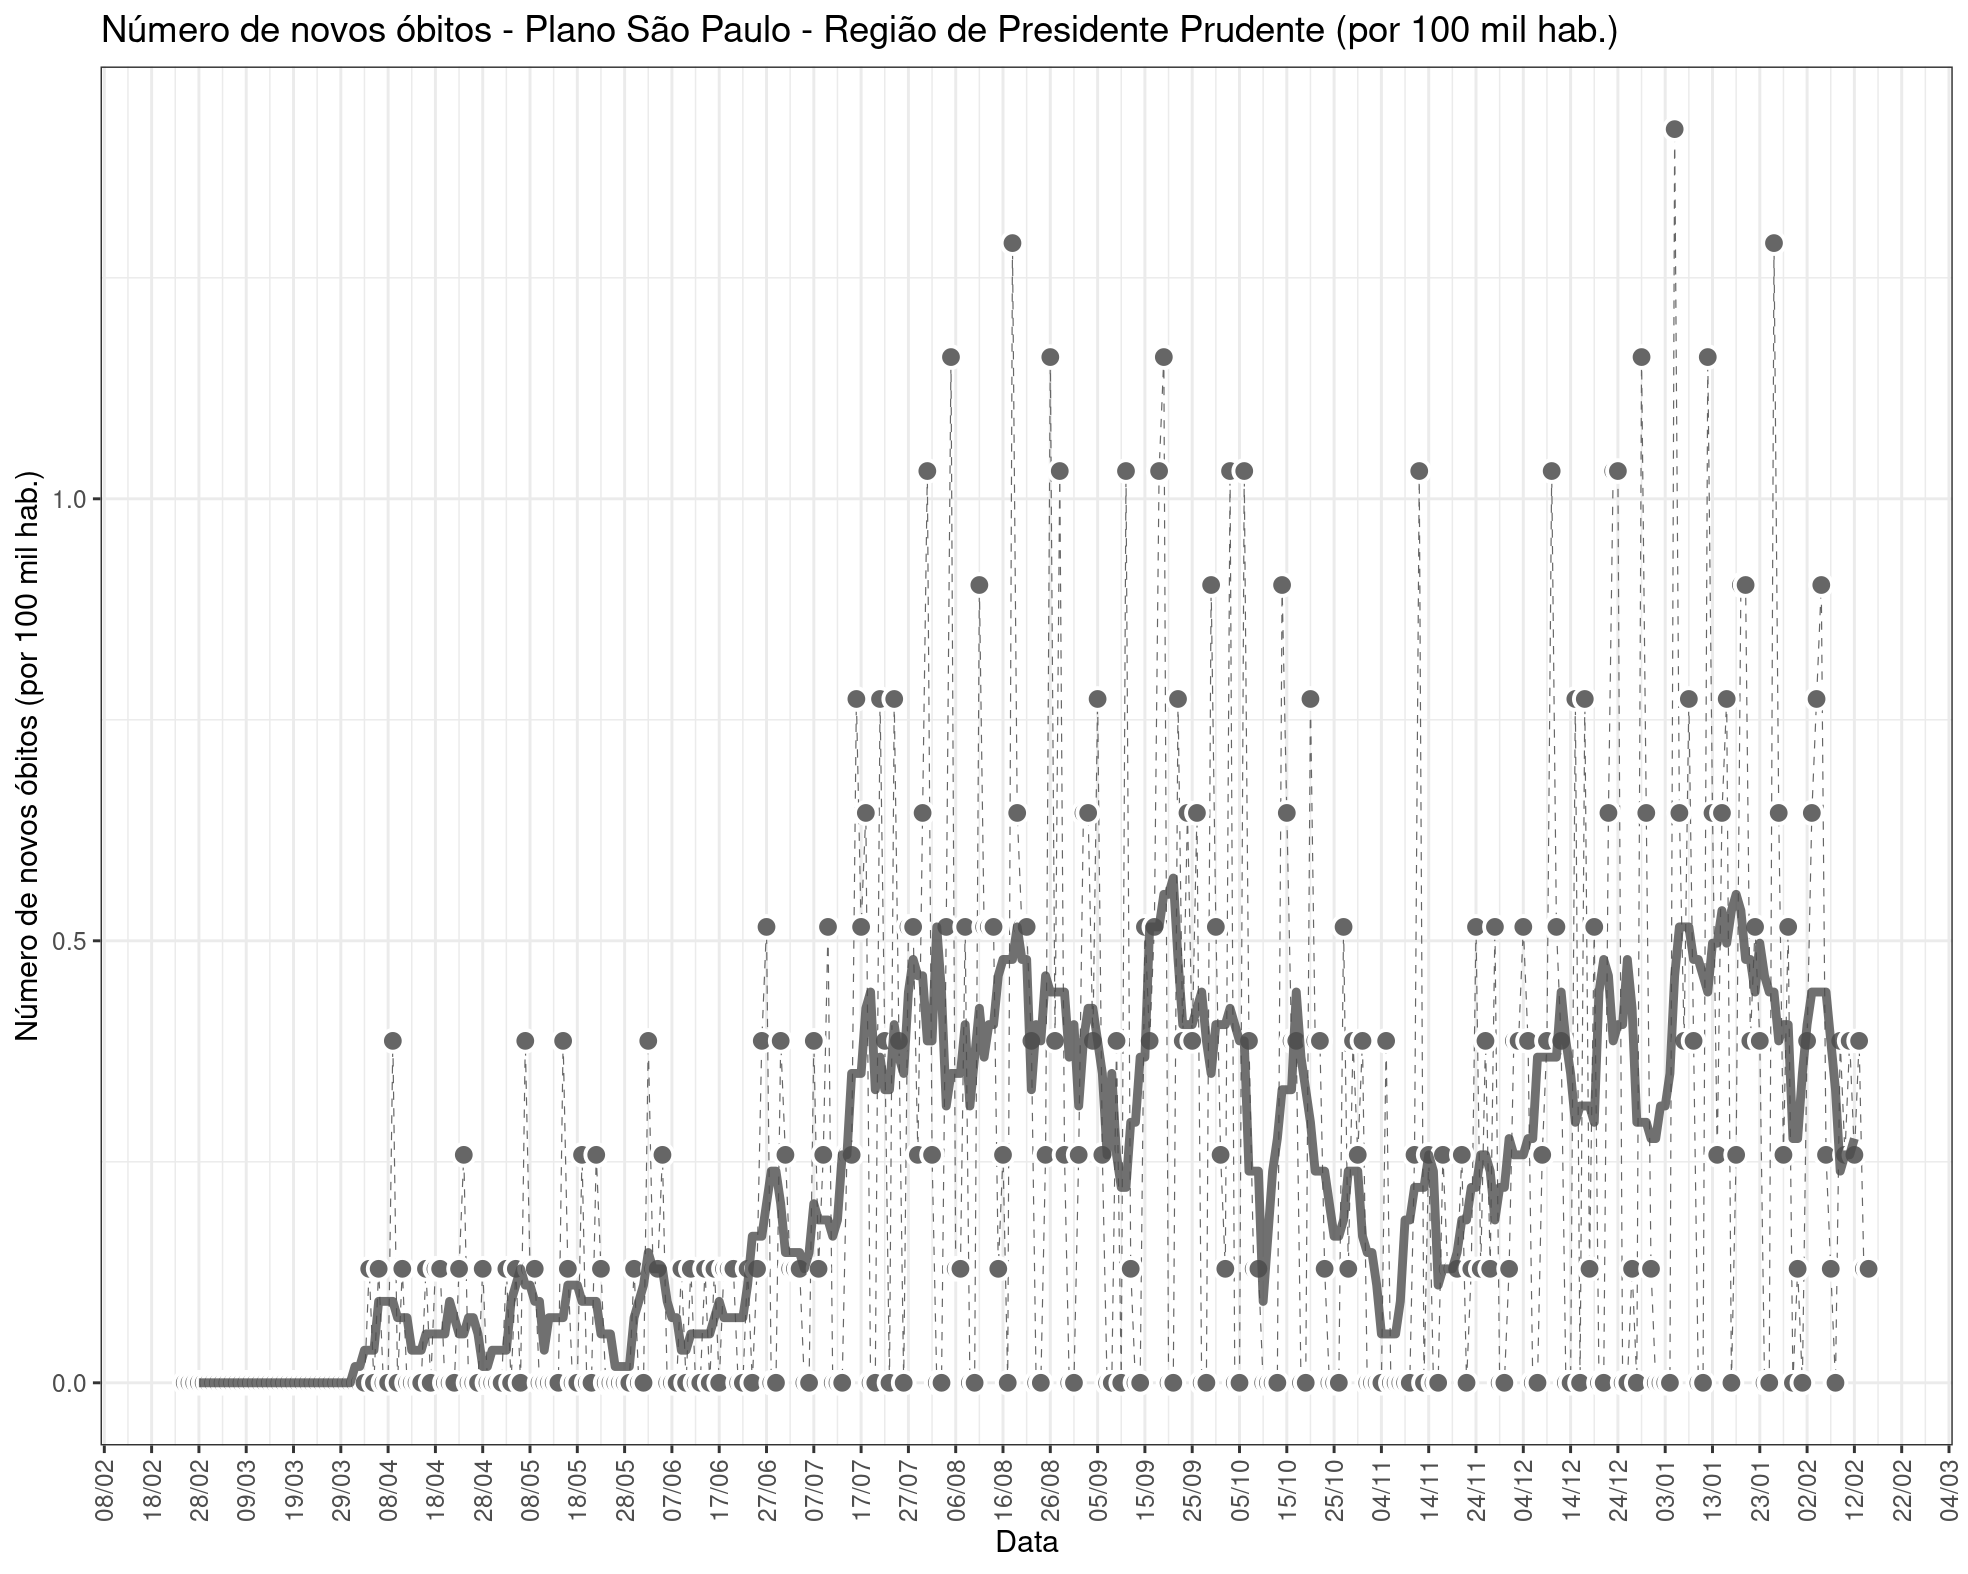 Número de novos óbitos - Plano São Paulo - Região de Presidente Prudente (por 100 mil hab.)
Número de novos óbitos (por 100 mil hab.)
1.0
0.5
0.0
08/02 18/02 28/02 09/03 19/03 29/03 08/04 18/04 28/04 08/05 18/05 28/05 07/06 17/06 27/06 07/07 17/07 27/07 06/08 16/08 26/08 05/09 15/09 25/09 05/10 15/10 25/10 04/11 14/11 24/11 04/12 14/12 24/12 03/01 13/01 23/01 02/02 12/02 22/02 04/03
Data